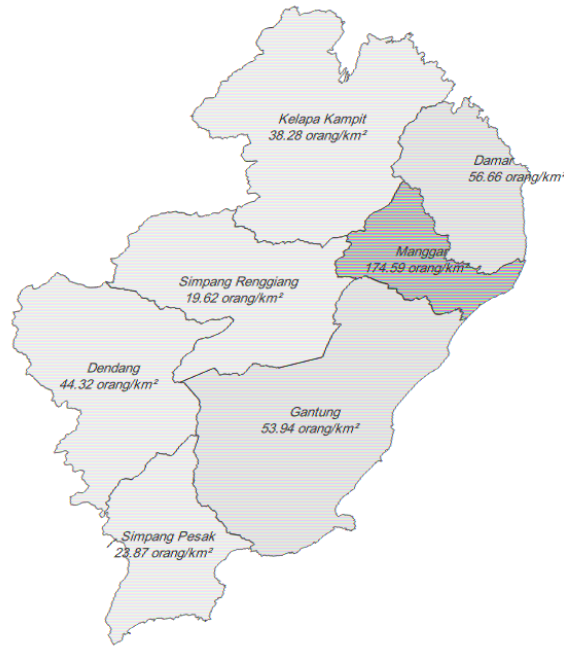 Kelapa Kampit
38.28 orang/km²
Damar
56.66 orang/km²
Manggar
174.59 orang/km²
Simpang Renggiang
19.62 orang/km²
Dendang
44.32 orang/km²
Gantung
53.94 orang/km²
Simpang Pesak
23.87 orang/km²